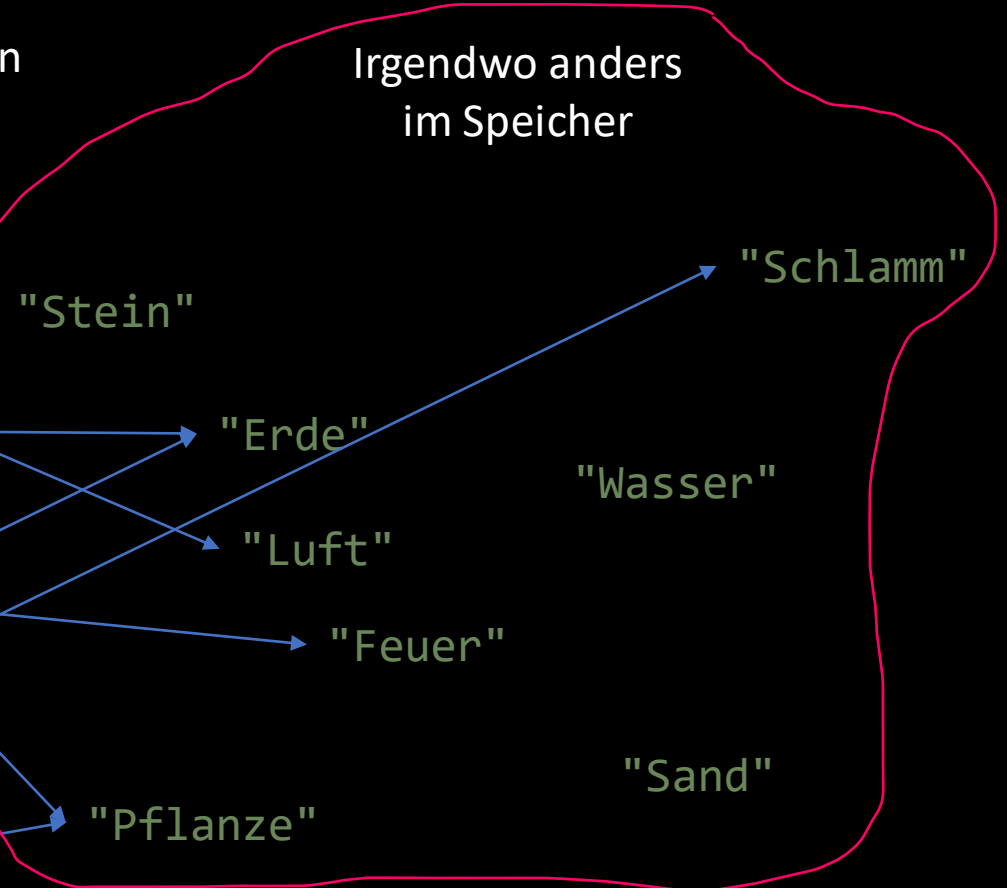 n
Irgendwo anders
im Speicher
"Schlamm"
"Stein"
"Erde"
"Wasser"
"Luft"
"Feuer"
"Sand"
"Pflanze"